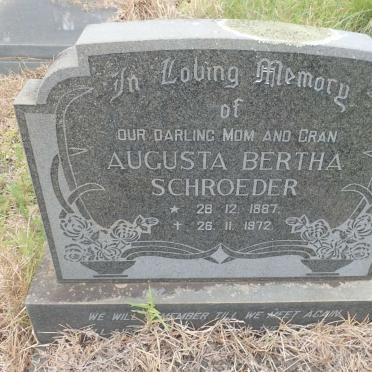 In Loving Memory
of
OUR DARLING MOM AND GRAN
AUGUSTA BERTHA
SCHROEDER
★ 28. 12. 1887.
✝ 26. 11. 1972.
WE WILL REMEMBER TILL WE MEET AGAIN